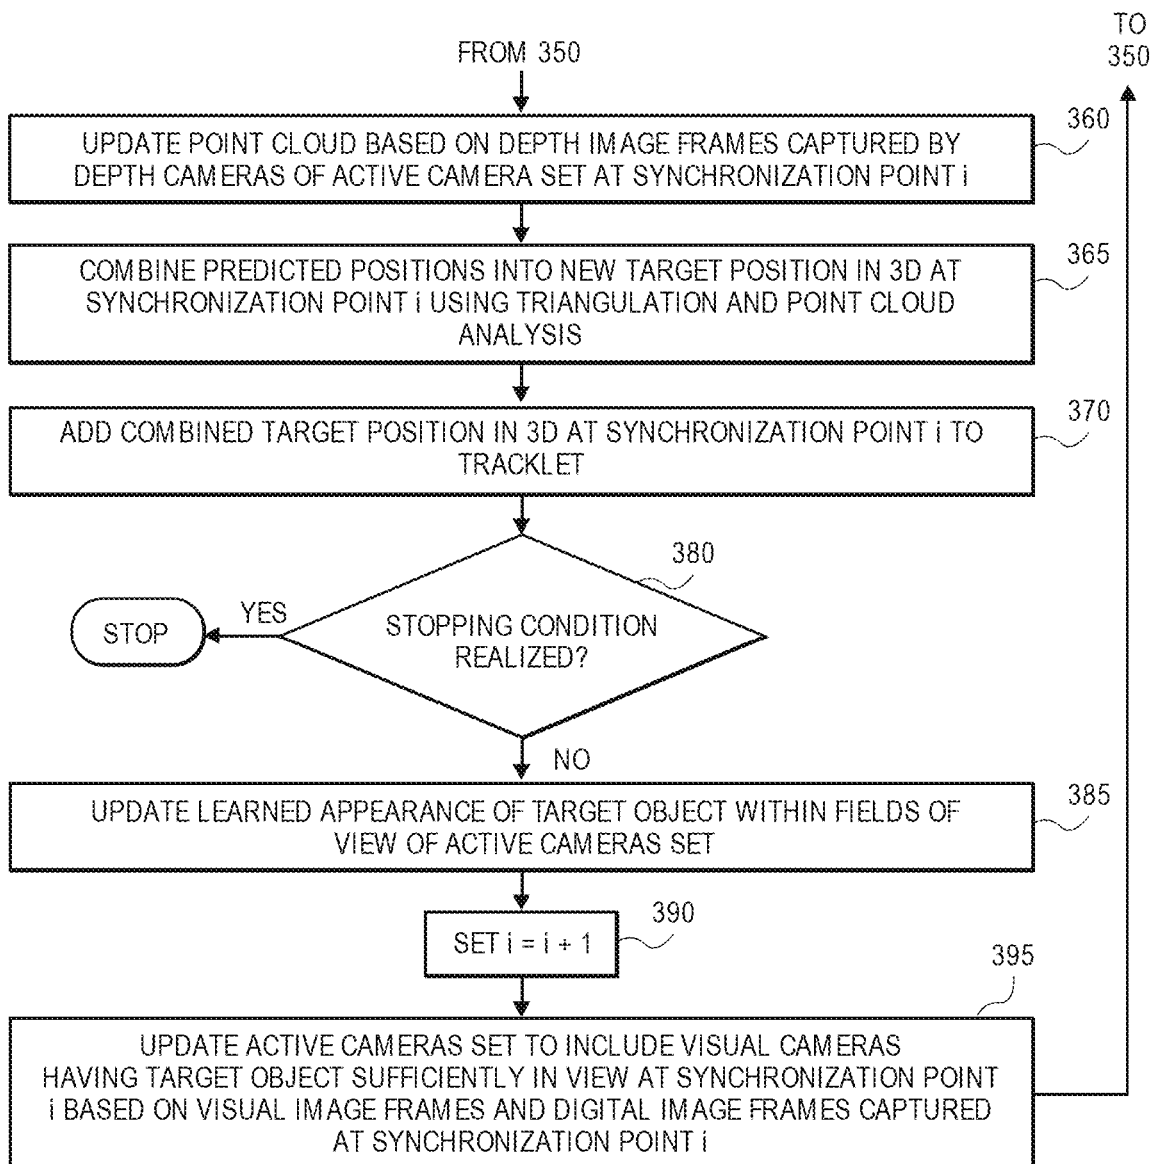 TO
350
FROM 350
360
UPDATE POINT CLOUD BASED ON DEPTH IMAGE FRAMES CAPTURED BY
DEPTH CAMERAS OF ACTIVE CAMERA SET AT SYNCHRONIZATION POINT i
365
COMBINE PREDICTED POSITIONS INTO NEW TARGET POSITION IN 3D AT
SYNCHRONIZATION POINT i USING TRIANGULATION AND POINT CLOUD
ANALYSIS
370
ADD COMBINED TARGET POSITION IN 3D AT SYNCHRONIZATION POINT i TO
TRACKLET
380
STOPPING CONDITION
REALIZED?
YES
STOP
NO
385
UPDATE LEARNED APPEARANCE OF TARGET OBJECT WITHIN FIELDS OF
VIEW OF ACTIVE CAMERAS SET
390
SET i = i + 1
395
UPDATE ACTIVE CAMERAS SET TO INCLUDE VISUAL CAMERAS
HAVING TARGET OBJECT SUFFICIENTLY IN VIEW AT SYNCHRONIZATION POINT
i BASED ON VISUAL IMAGE FRAMES AND DIGITAL IMAGE FRAMES CAPTURED
AT SYNCHRONIZATION POINT i